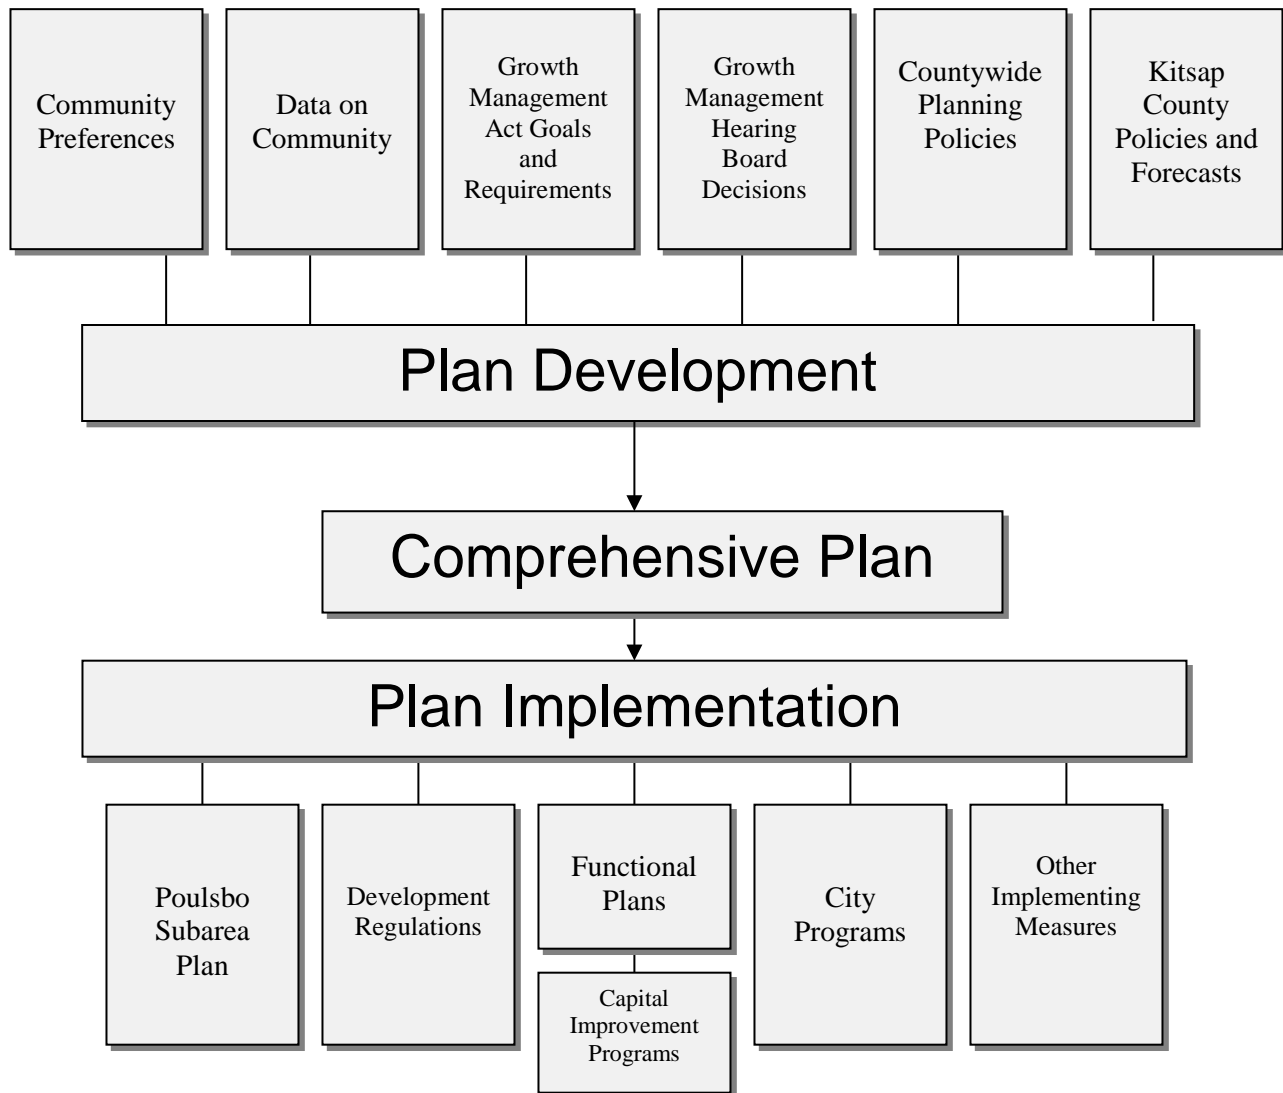 Community
Preferences
Data on
Community
Growth
Management
Act Goals
and
Requirements
Growth
Management
Hearing
Board
Decisions
Countywide
Planning
Policies
Kitsap
County
Policies and
Forecasts
Plan Development
Comprehensive Plan
Plan Implementation
Poulsbo
Subarea
Plan
Development
Regulations
Functional
Plans
Capital
Improvement
Programs
City
Programs
Other
Implementing
Measures